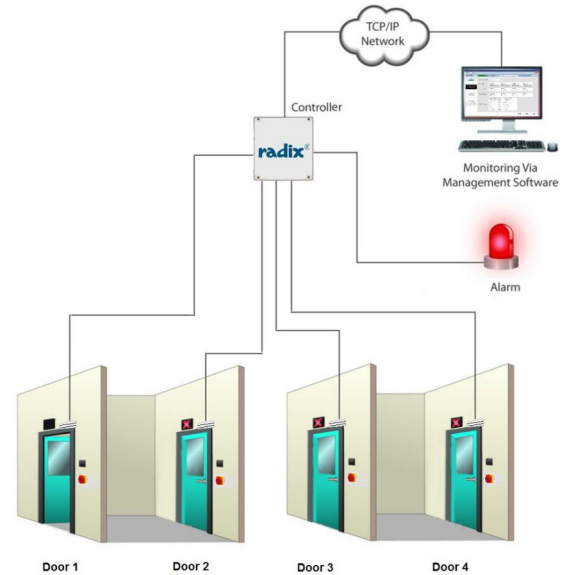 TCP/IP
Network
Controller
radix®
Monitoring Via
Management Software
Alarm
Door 1
Door 2
Door 3
Door 4